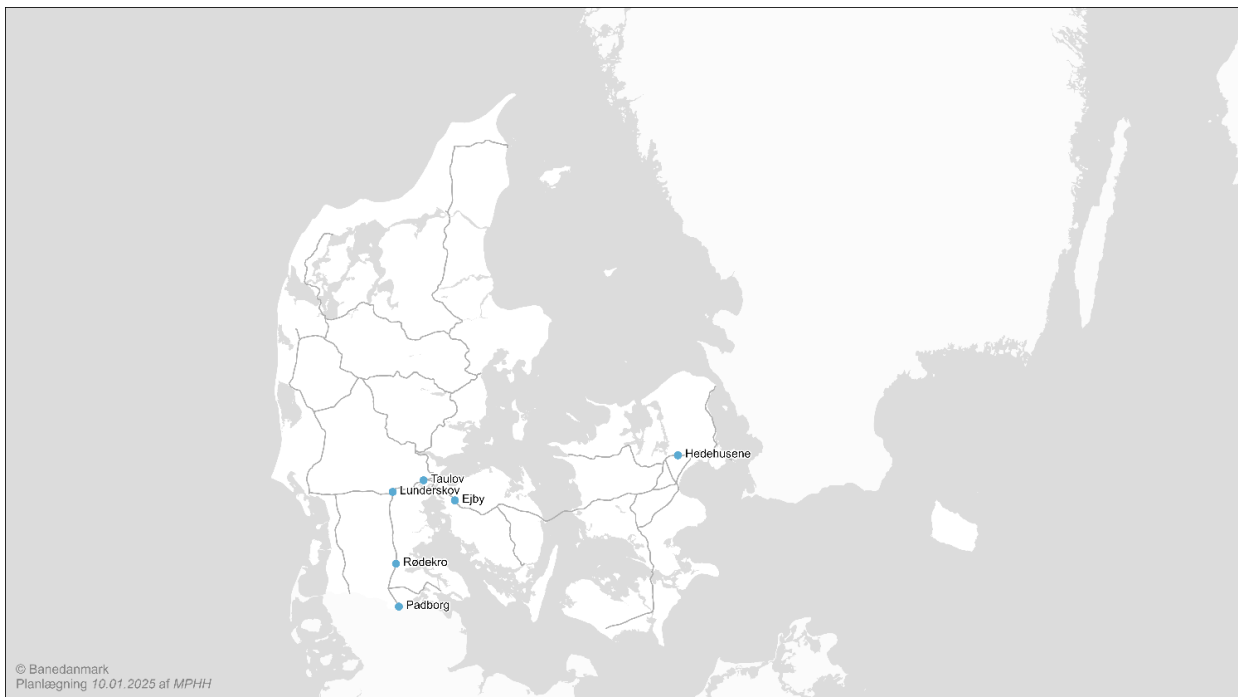 Hedehusene
Taulov
Lunderskov
Ejby
Rødekro
Padborg
© Banedanmark
Planlægning 10.01.2025 af MPHH